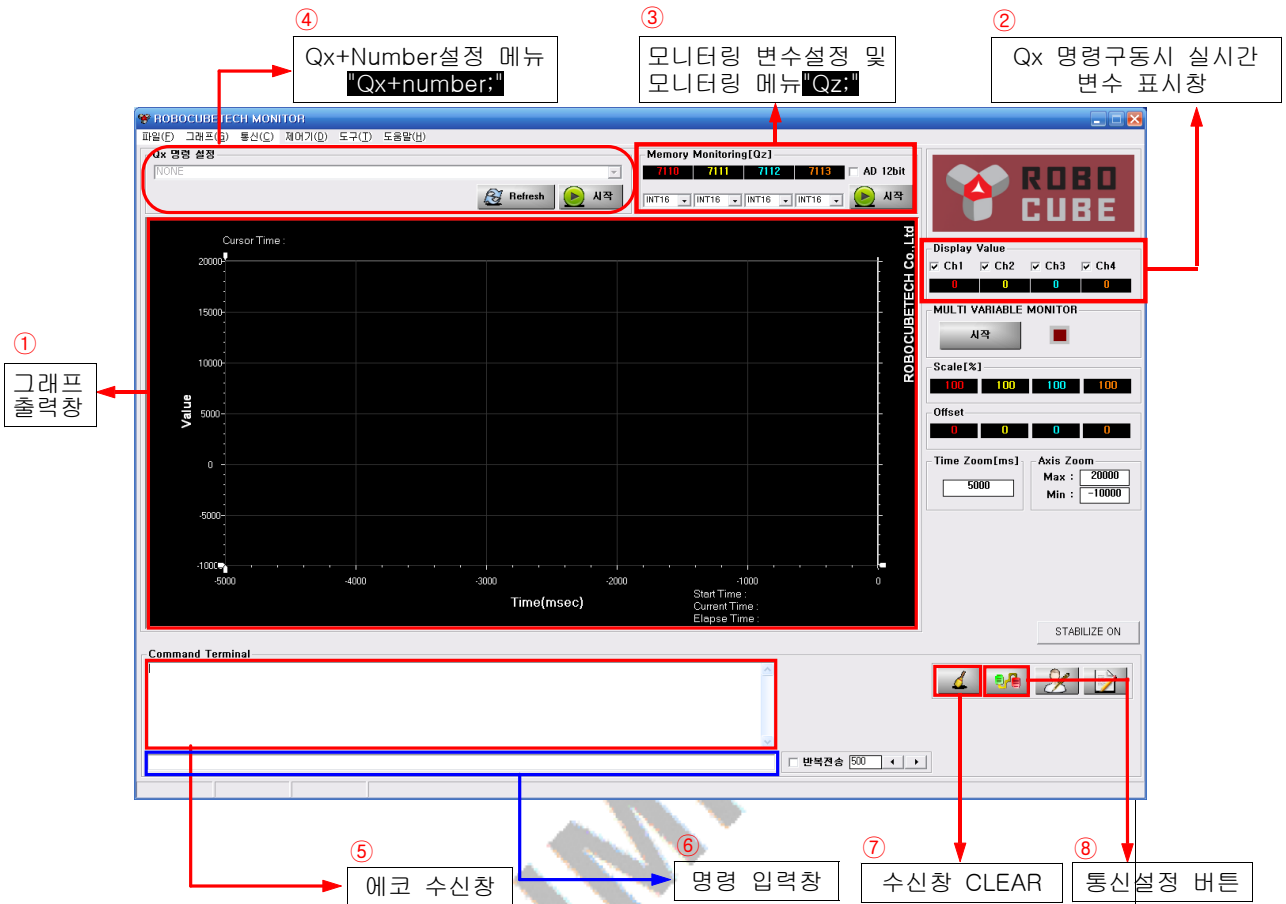 ④
Qx+Number설정 메뉴
"Qx+number;"
③
모니터링 변수설정 및
모니터링 메뉴"Qz;"
②
Qx 명령구동시 실시간
변수 표시창
ROBOCUBETECH MONITOR
파일(F) 그래프(G) 통신(C) 제어기(D) 도구(T) 도움말(H)
Qx 명령 설정
NONE
Refresh
시작
Memory Monitoring[Qz]
7110 7111 7112 7113 AD 12bit
INT16 INT16 INT16 INT16 시작
ROBO
CUBE
Display Value
Ch1 Ch2 Ch3 Ch4
0 0 0 0
MULTI VARIABLE MONITOR
시작
Scale[%]
100 100 100 100
Offset
0 0 0 0
Time Zoom[ms]
5000
Axis Zoom
Max : 20000
Min : -10000
STABILIZE ON
①
그래프
출력창
Cursor Time :
ROBOCUBETECH Co.,Ltd
Value
20000
15000
10000
5000
0
-5000
-1000
-5000 -4000 -3000 -2000 -1000 0
Time(msec)
Start Time :
Current Time :
Elapse Time :
Command Terminal
반복전송 500
⑤
에코 수신창
⑥
명령 입력창
⑦
수신창 CLEAR
⑧
통신설정 버튼